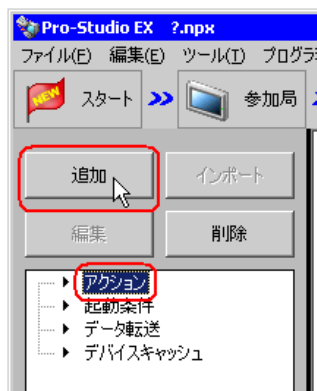 Pro-Studio EX ?.npx
ファイル(F) 編集(E) ツール(T) プログラ
NEW スタート 参加局
追加 インポート
編集 削除
アクション
起動条件
データ転送
デバイスキャッシュ